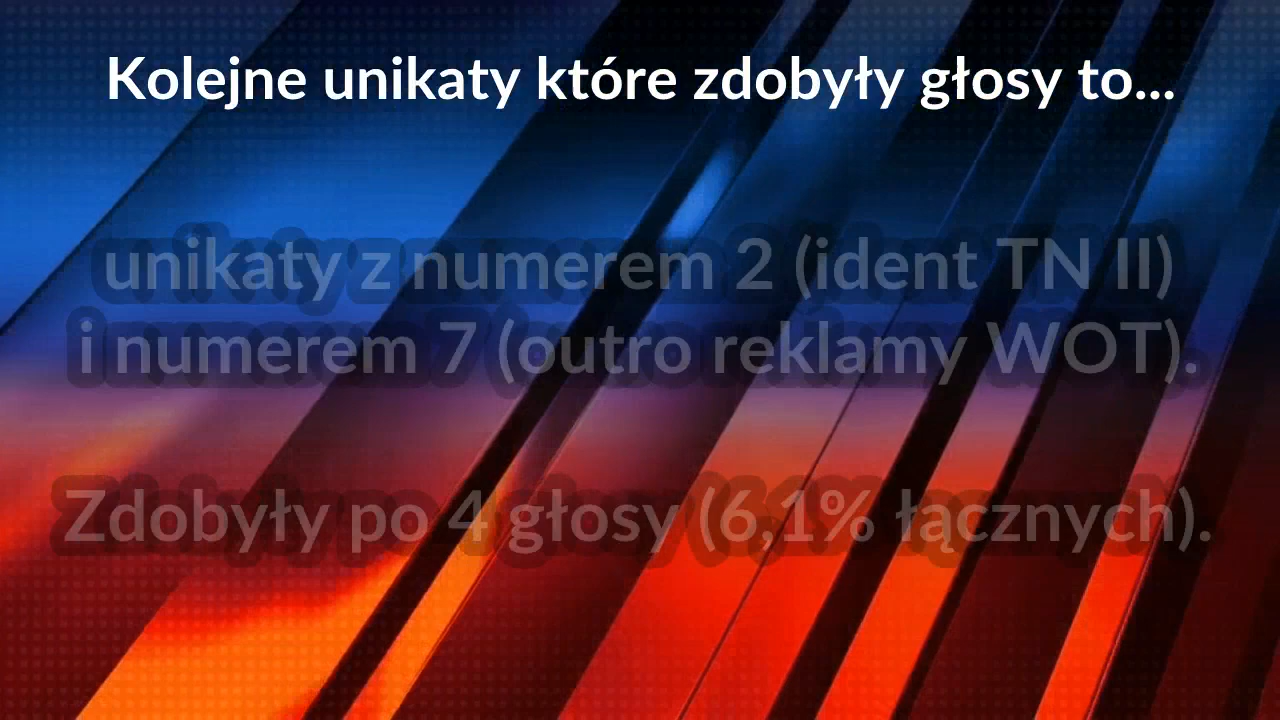 Kolejne unikaty które zdobyły głosy to...
unikaty z numerem 2 (ident TN II)
i numerem 7 (outro reklamy WOT).
Zdobyły po 4 głosy (6,1% łącznych).